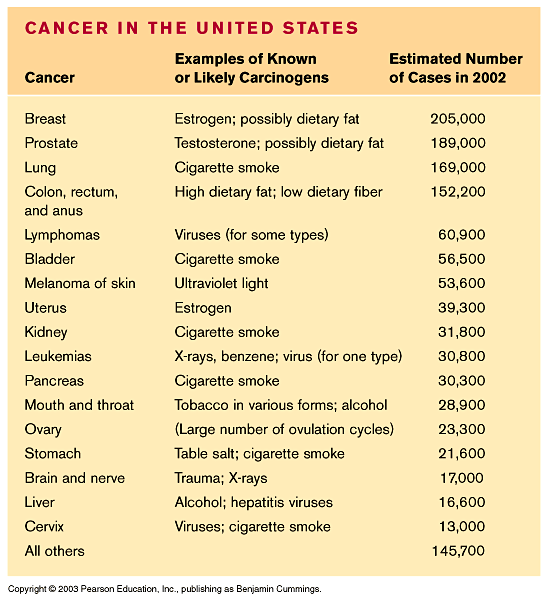 CANCER IN THE UNITED STATES
Cancer Examples of Known or Likely Carcinogens Estimated Number of Cases in 2002
Breast Estrogen; possibly dietary fat 205,000
Prostate Testosterone; possibly dietary fat 189,000
Lung Cigarette smoke 169,000
Colon, rectum, and anus High dietary fat; low dietary fiber 152,200
Lymphomas Viruses (for some types) 60,900
Bladder Cigarette smoke 56,500
Melanoma of skin Ultraviolet light 53,600
Uterus Estrogen 39,300
Kidney Cigarette smoke 31,800
Leukemias X-rays, benzene; virus (for one type) 30,800
Pancreas Cigarette smoke 30,300
Mouth and throat Tobacco in various forms; alcohol 28,900
Ovary (Large number of ovulation cycles) 23,300
Stomach Table salt; cigarette smoke 21,600
Brain and nerve Trauma; X-rays 17,000
Liver Alcohol; hepatitis viruses 16,600
Cervix Viruses; cigarette smoke 13,000
All others 145,700
Copyright © 2003 Pearson Education, Inc., publishing as Benjamin Cummings.